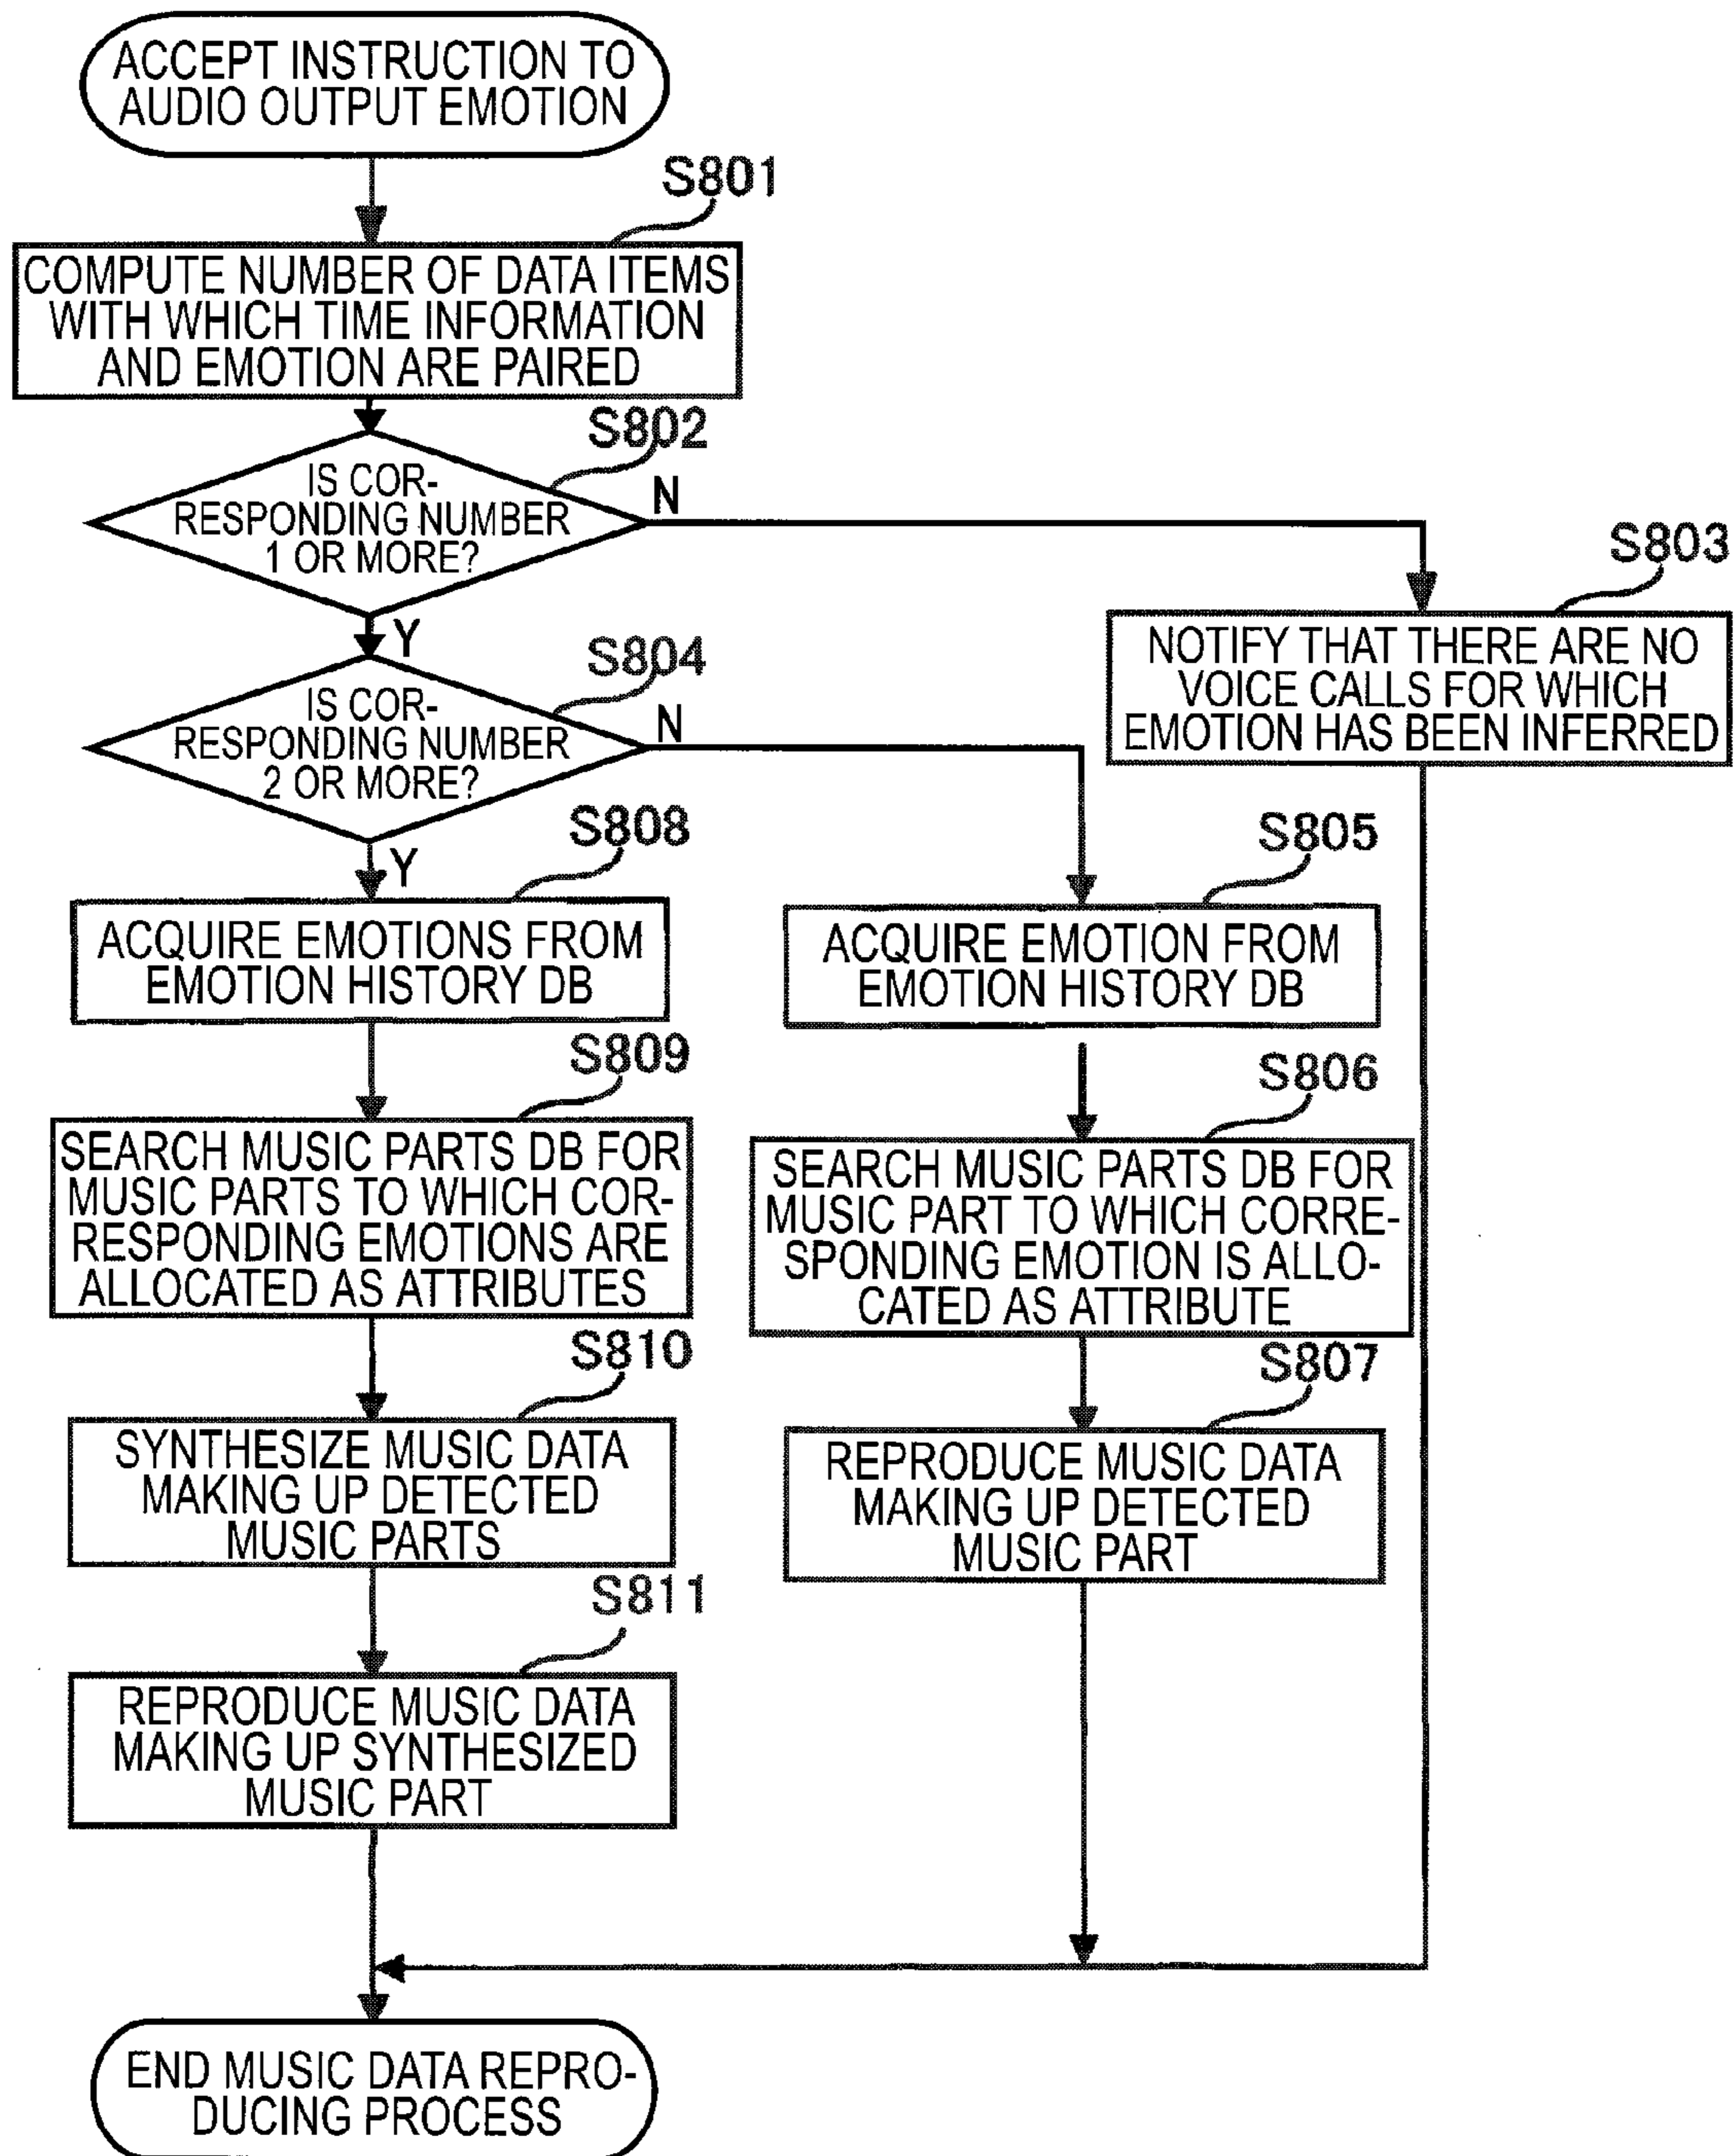 ACCEPT INSTRUCTION TO
AUDIO OUTPUT EMOTION
S801
COMPUTE NUMBER OF DATA ITEMS
WITH WHICH TIME INFORMATION
AND EMOTION ARE PAIRED
S802
IS COR-
RESPONDING NUMBER
1 OR MORE?
N
Y
S803
NOTIFY THAT THERE ARE NO
VOICE CALLS FOR WHICH
EMOTION HAS BEEN INFERRED
S804
IS COR-
RESPONDING NUMBER
2 OR MORE?
N
Y
S808
ACQUIRE EMOTIONS FROM
EMOTION HISTORY DB
S805
ACQUIRE EMOTION FROM
EMOTION HISTORY DB
S809
SEARCH MUSIC PARTS DB FOR
MUSIC PARTS TO WHICH COR-
RESPONDING EMOTIONS ARE
ALLOCATED AS ATTRIBUTES
S806
SEARCH MUSIC PARTS DB FOR
MUSIC PART TO WHICH CORRE-
SPONDING EMOTION IS ALLO-
CATED AS ATTRIBUTE
S810
SYNTHESIZE MUSIC DATA
MAKING UP DETECTED
MUSIC PARTS
S807
REPRODUCE MUSIC DATA
MAKING UP DETECTED
MUSIC PART
S811
REPRODUCE MUSIC DATA
MAKING UP SYNTHESIZED
MUSIC PART
END MUSIC DATA REPRO-
DUCING PROCESS